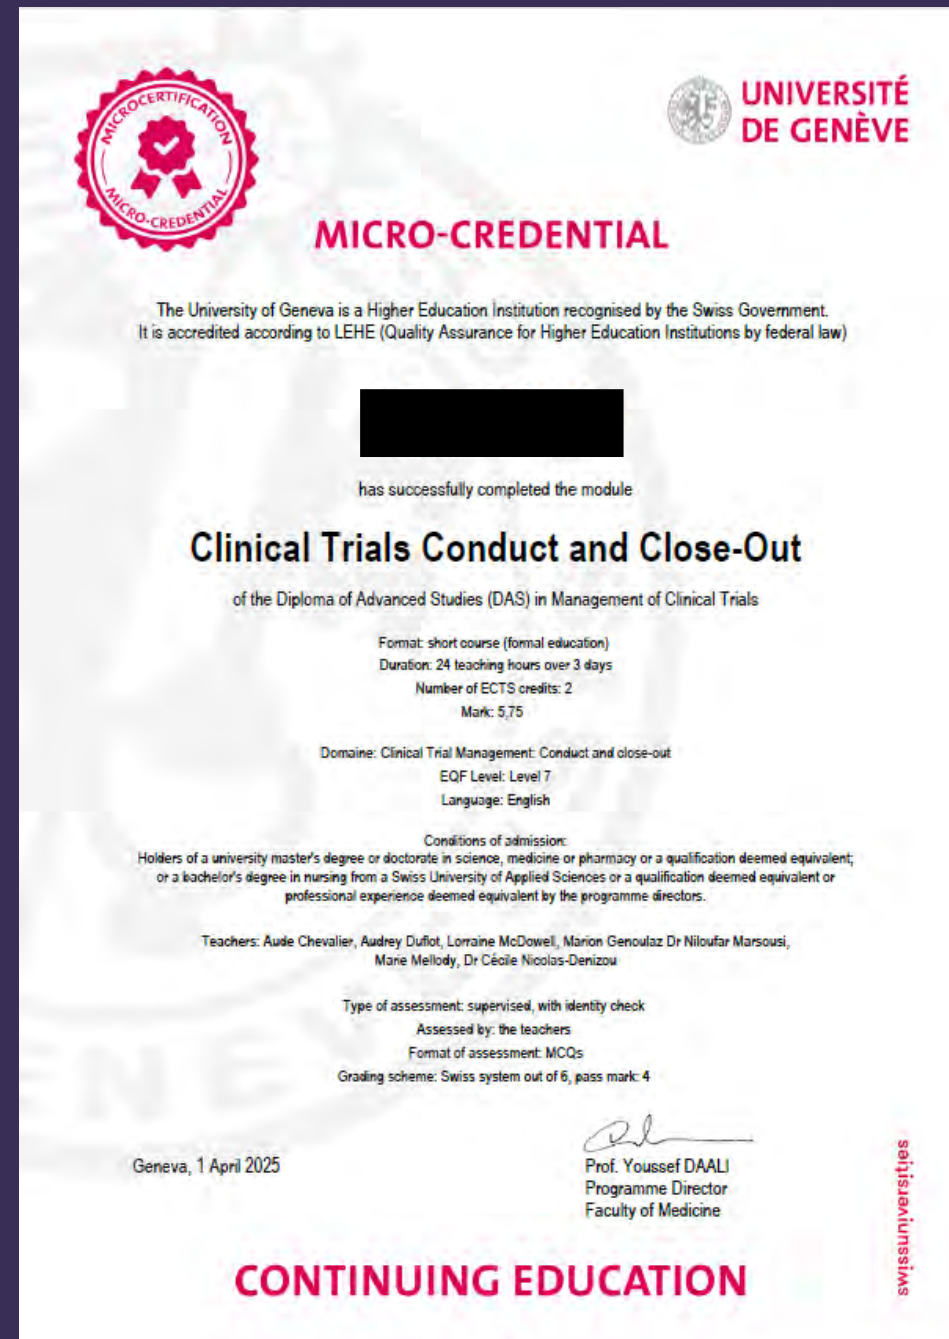 MICROCERTIFICATION
MICRO-CREDENTIAL
UNIVERSITÉ
DE GENÈVE
MICRO-CREDENTIAL
The University of Geneva is a Higher Education Institution recognised by the Swiss Government.
It is accredited according to LEHE (Quality Assurance for Higher Education Institutions by federal law)
has successfully completed the module
Clinical Trials Conduct and Close-Out
of the Diploma of Advanced Studies (DAS) in Management of Clinical Trials
Format: short course (formal education)
Duration: 24 teaching hours over 3 days
Number of ECTS credits: 2
Mark: 5,75
Domaine: Clinical Trial Management: Conduct and close-out
EQF Level: Level 7
Language: English
Conditions of admission:
Holders of a university master's degree or doctorate in science, medicine or pharmacy or a qualification deemed equivalent;
or a bachelor's degree in nursing from a Swiss University of Applied Sciences or a qualification deemed equivalent or
professional experience deemed equivalent by the programme directors.
Teachers: Aude Chevalier, Audrey Duflot, Lorraine McDowell, Marion Genoulaz Dr Niloufar Marsousi,
Marie Mellody, Dr Cécile Nicolas-Denizou
Type of assessment: supervised, with identity check
Assessed by: the teachers
Format of assessment: MCQs
Grading scheme: Swiss system out of 6, pass mark: 4
Geneva, 1 April 2025
Prof. Youssef DAALI
Programme Director
Faculty of Medicine
swissuniversities
CONTINUING EDUCATION